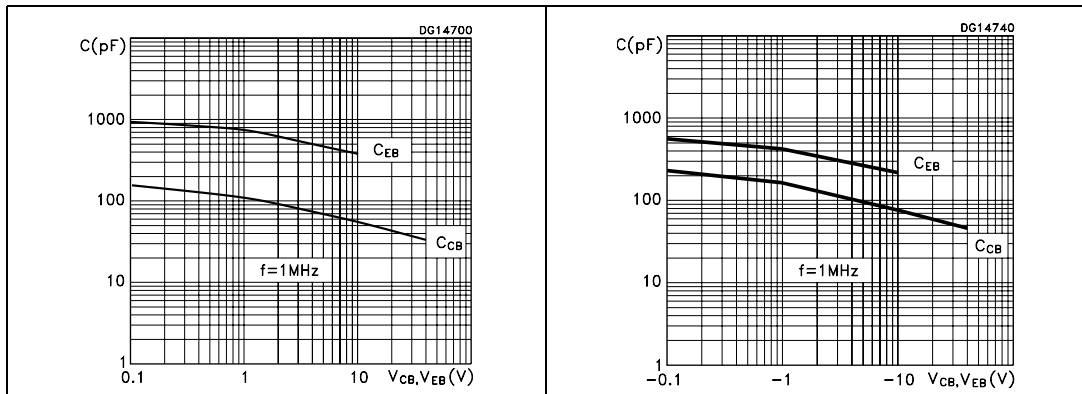 DG14700
C(pF)
1000
C_EB
100
C_CB
f=1MHz
10
1
0.1 1 10 V_CB,V_EB(V)
DG14740
C(pF)
1000
C_EB
100
C_CB
f=1MHz
10
1
-0.1 -1 -10 V_CB,V_EB(V)